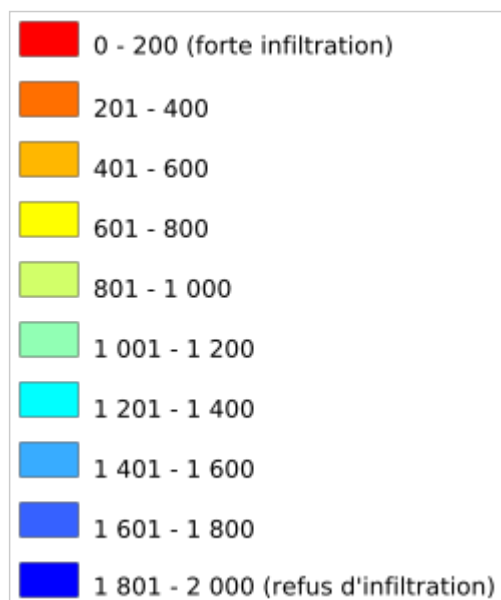 0 - 200 (forte infiltration)
201 - 400
401 - 600
601 - 800
801 - 1 000
1 001 - 1 200
1 201 - 1 400
1 401 - 1 600
1 601 - 1 800
1 801 - 2 000 (refus d'infiltration)